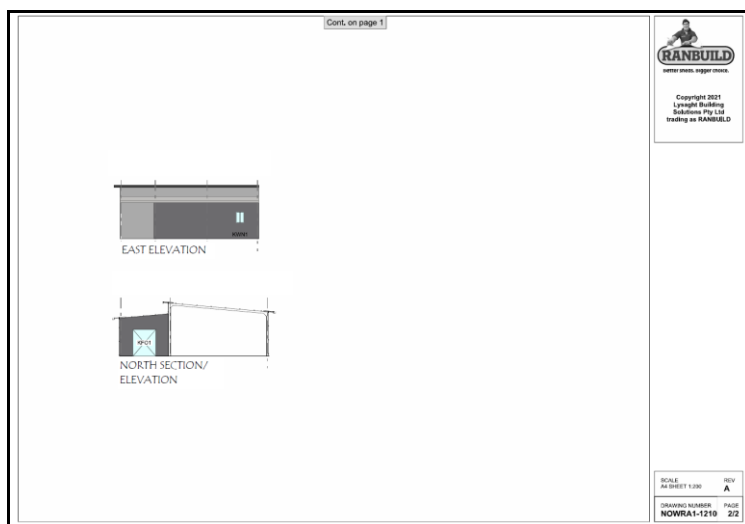 Cont. on page 1
RANBUILD
Better sheds. Bigger choice.
Copyright 2021
Lysaght Building
Solutions Pty Ltd
trading as RANBUILD
KWN1
EAST ELEVATION
KFO1
NORTH SECTION/
ELEVATION
SCALE
A4 SHEET 1:200
REV
A
DRAWING NUMBER
NOWRA1-1210
PAGE
2/2